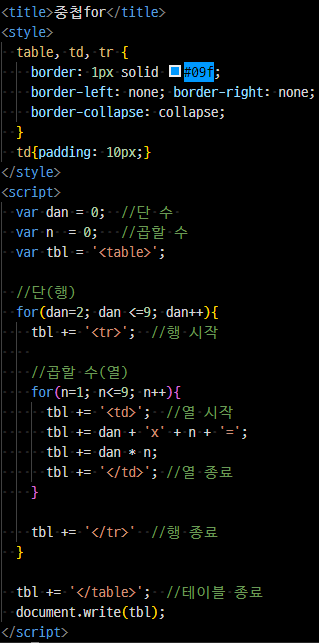 <title>중첩for</title>
<style>
  table, td, tr {
    border: 1px solid #09f;
    border-left: none; border-right: none;
    border-collapse: collapse;
  }
  td{padding: 10px;}
</style>
<script>
  var dan = 0;  //단 수
  var n  = 0;   //곱할 수
  var tbl = '<table>';

  //단(행)
  for(dan=2; dan <=9; dan++){
    tbl += '<tr>';  //행 시작

    //곱할 수(열)
    for(n=1; n<=9; n++){
      tbl += '<td>';  //열 시작
      tbl += dan + 'x' + n + '=';
      tbl += dan * n;
      tbl += '</td>'; //열 종료
    }

    tbl += '</tr>'  //행 종료
  }

  tbl += '</table>';  //테이블 종료
  document.write(tbl);
</script>